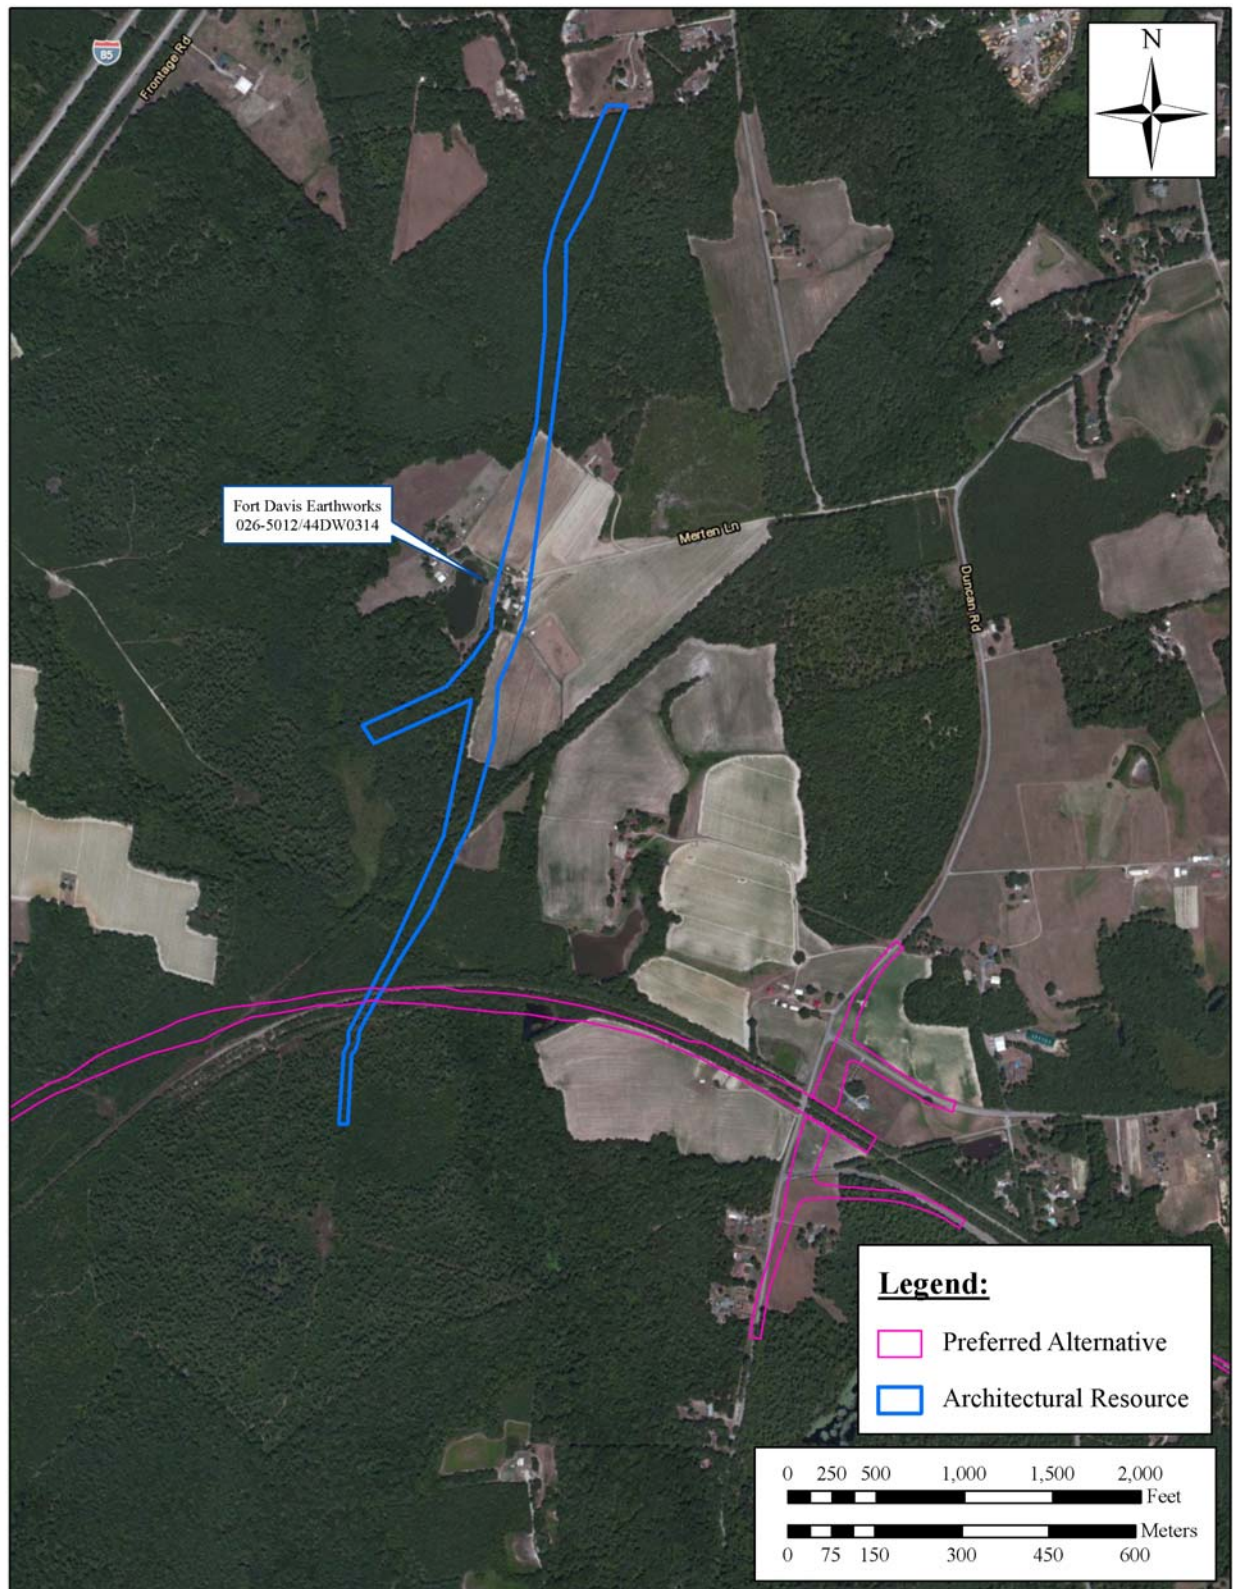 85
Frontage Rd
N
Fort Davis Earthworks
026-5012/44DW0314
Merten Ln
Duncan Rd
Legend:
Preferred Alternative
Architectural Resource
0 250 500 1,000 1,500 2,000
Feet
Meters
0 75 150 300 450 600